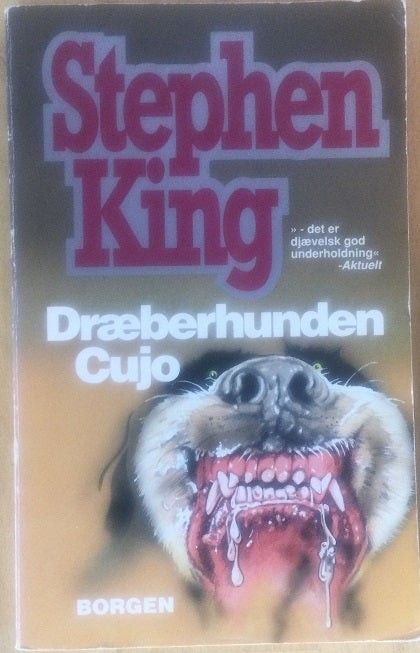 Stephen
King
» - det er
djævelsk god
underholdning«
-Aktuelt
Dræberhunden
Cujo
BORGEN